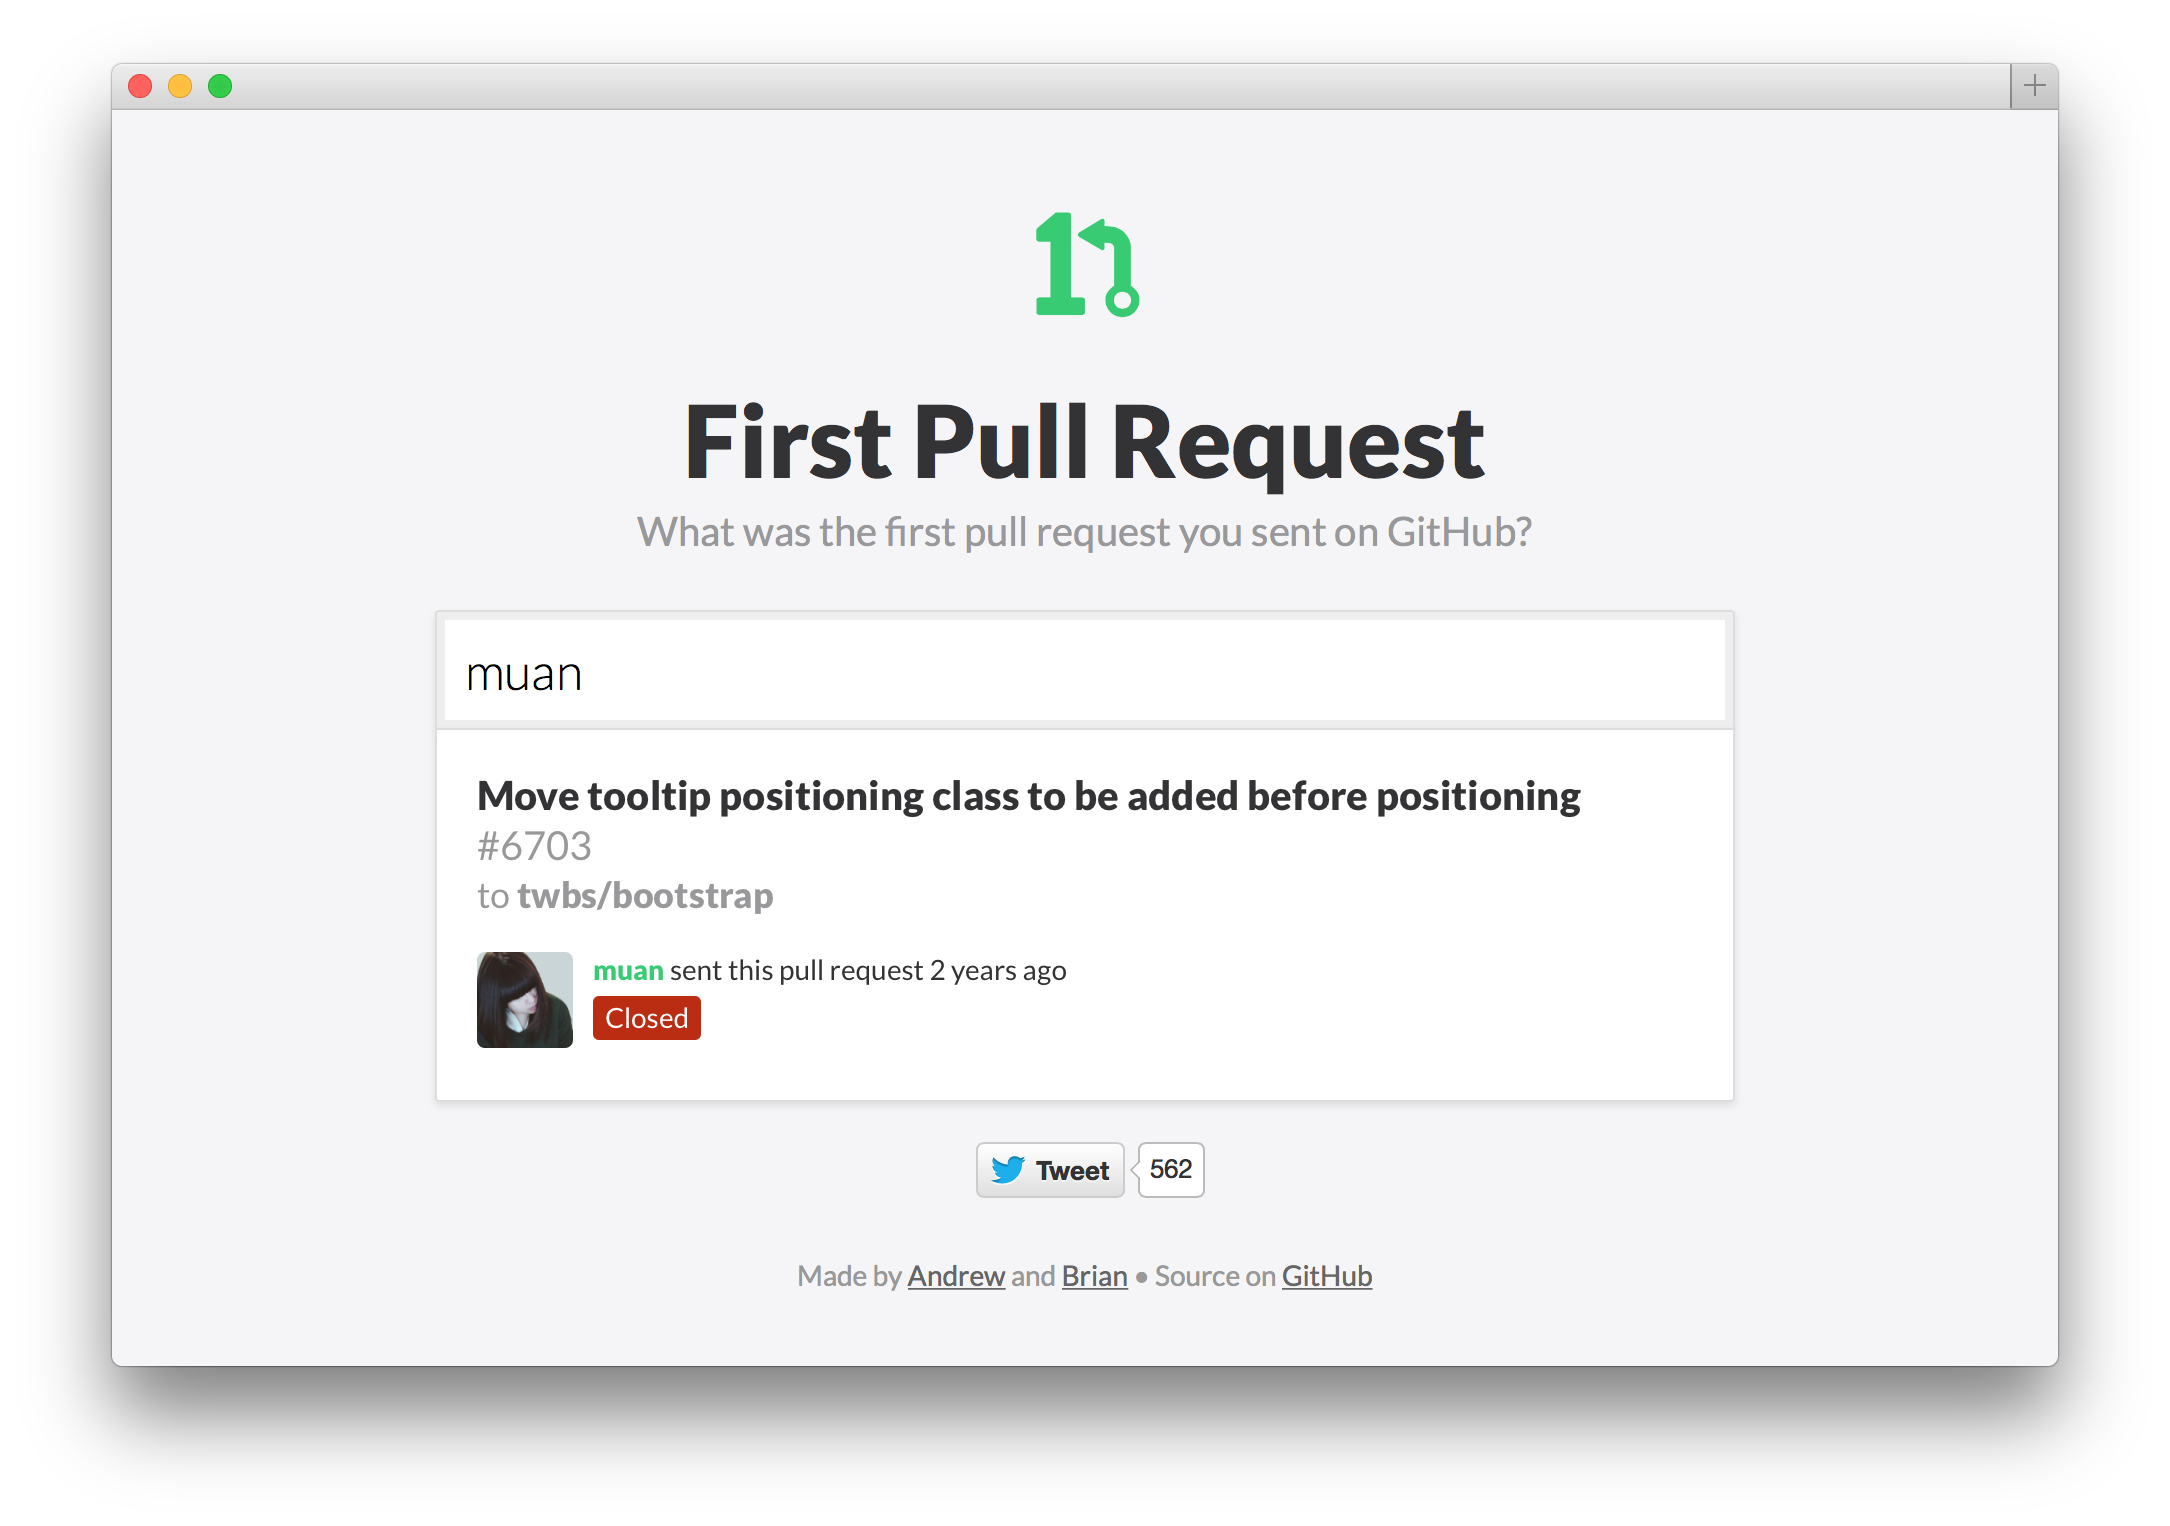 First Pull Request
What was the first pull request you sent on GitHub?
muan
Move tooltip positioning class to be added before positioning
#6703
to twbs/bootstrap
muan sent this pull request 2 years ago
Closed
Tweet 562
Made by Andrew and Brian • Source on GitHub